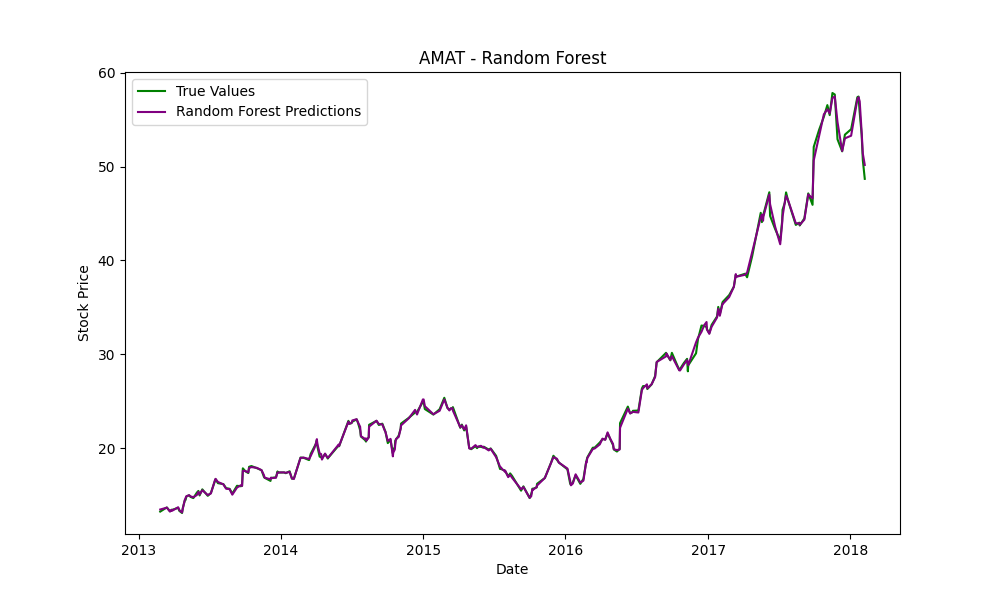 AMAT - Random Forest
True Values
Random Forest Predictions
Stock Price
60
50
40
30
20
2013
2014
2015
2016
2017
2018
Date